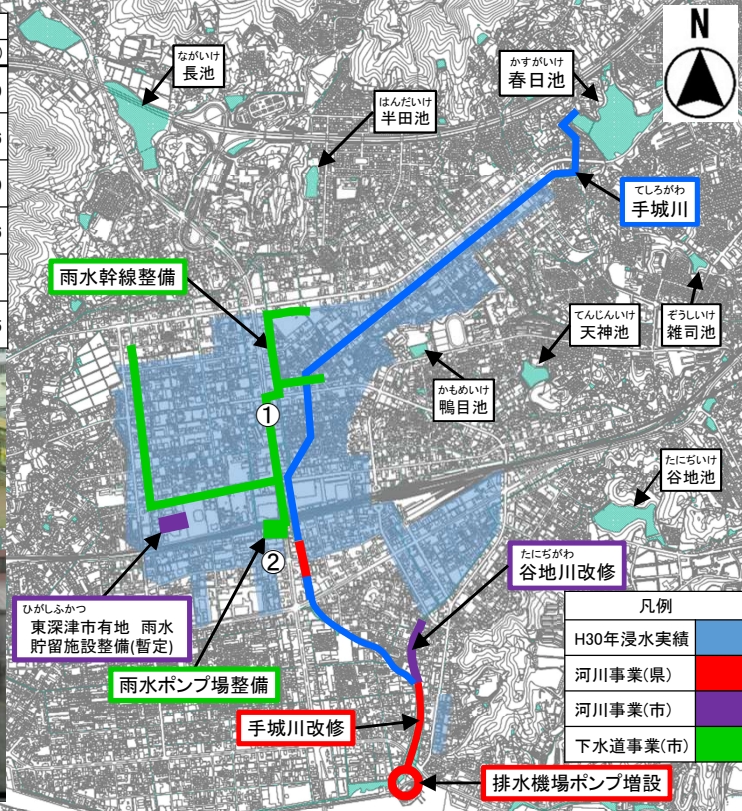 N
ながいけ
長池
はんだいけ
半田池
かすがいけ
春日池
てしろがわ
手城川
雨水幹線整備
てんじんいけ
天神池
ぞうしいけ
雑司池
かもめいけ
鴨目池
①
たにぢいけ
谷地池
②
たにぢがわ
谷地川改修
ひがしふかつ
東深津市有地 雨水
貯留施設整備(暫定)
雨水ポンプ場整備
手城川改修
排水機場ポンプ増設
凡例
H30年浸水実績
河川事業(県)
河川事業(市)
下水道事業(市)